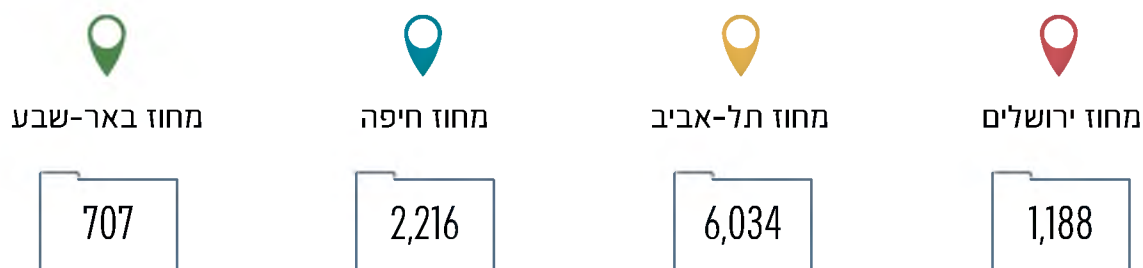 מחוז ירושלים מחוז תל-אביב מחוז חיפה מחוז באר-שבע
1,188 6,034 2,216 707